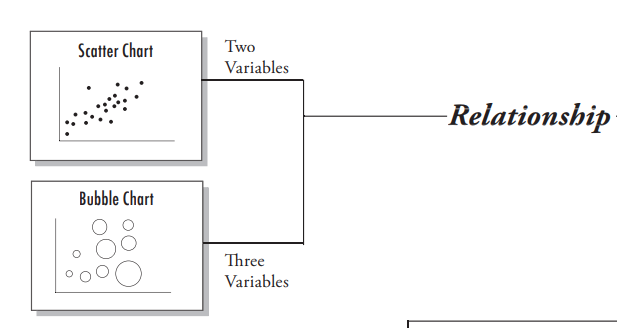 Scatter Chart
Two
Variables
Relationship
Bubble Chart
Three
Variables